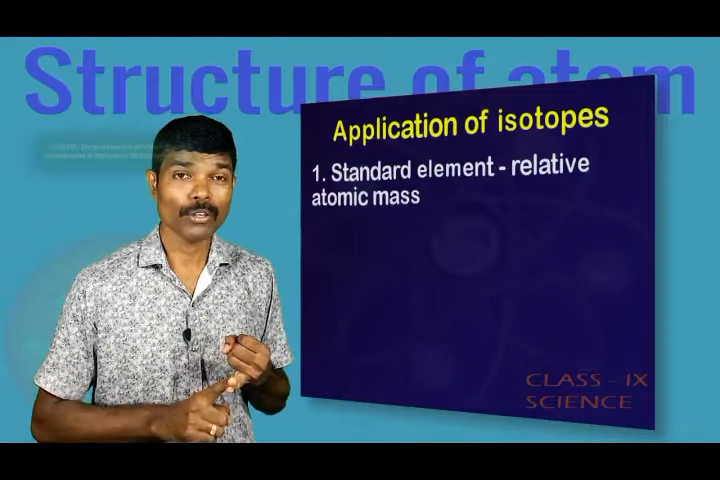 Structure of atom
Application of isotopes
1. Standard element - relative
atomic mass
CLASS - IX
SCIENCE